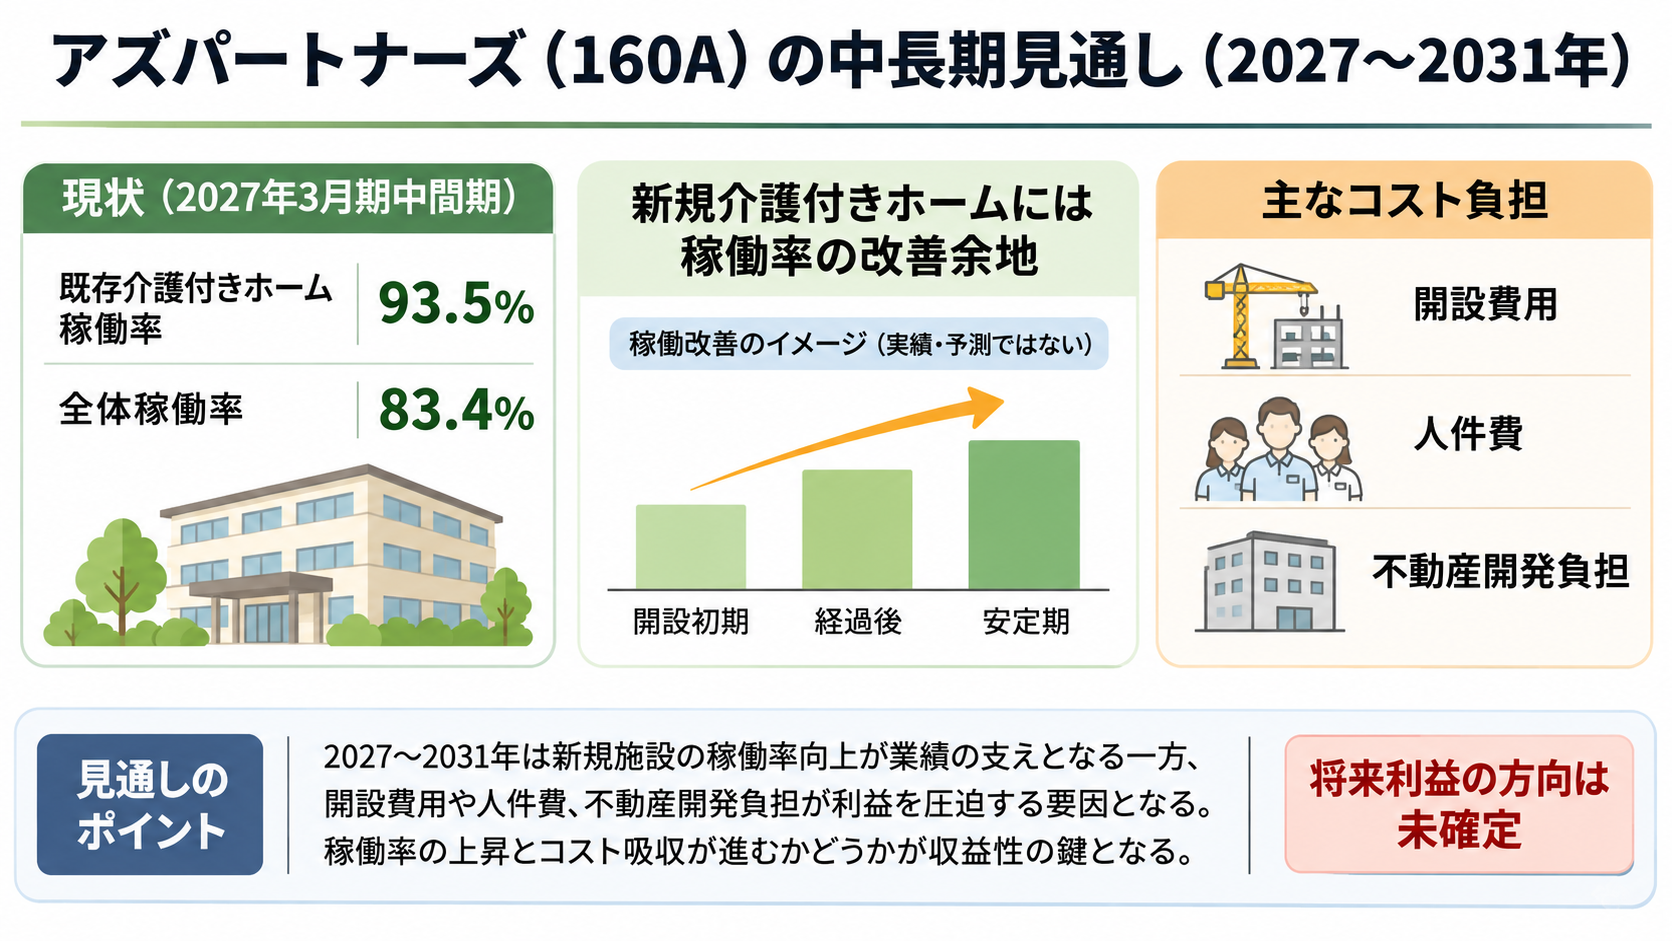 アズパートナーズ（160A）の中長期見通し（2027～2031年）
現状（2027年3月期中間期）
既存介護付きホーム
稼働率
93.5%
全体稼働率
83.4%
新規介護付きホームには
稼働率の改善余地
稼働改善のイメージ（実績・予測ではない）
開設初期
経過後
安定期
主なコスト負担
開設費用
人件費
不動産開発負担
見通しの
ポイント
2027～2031年は新規施設の稼働率向上が業績の支えとなる一方、
開設費用や人件費、不動産開発負担が利益を圧迫する要因となる。
稼働率の上昇とコスト吸収が進むかどうかが収益性の鍵となる。
将来利益の方向は
未確定